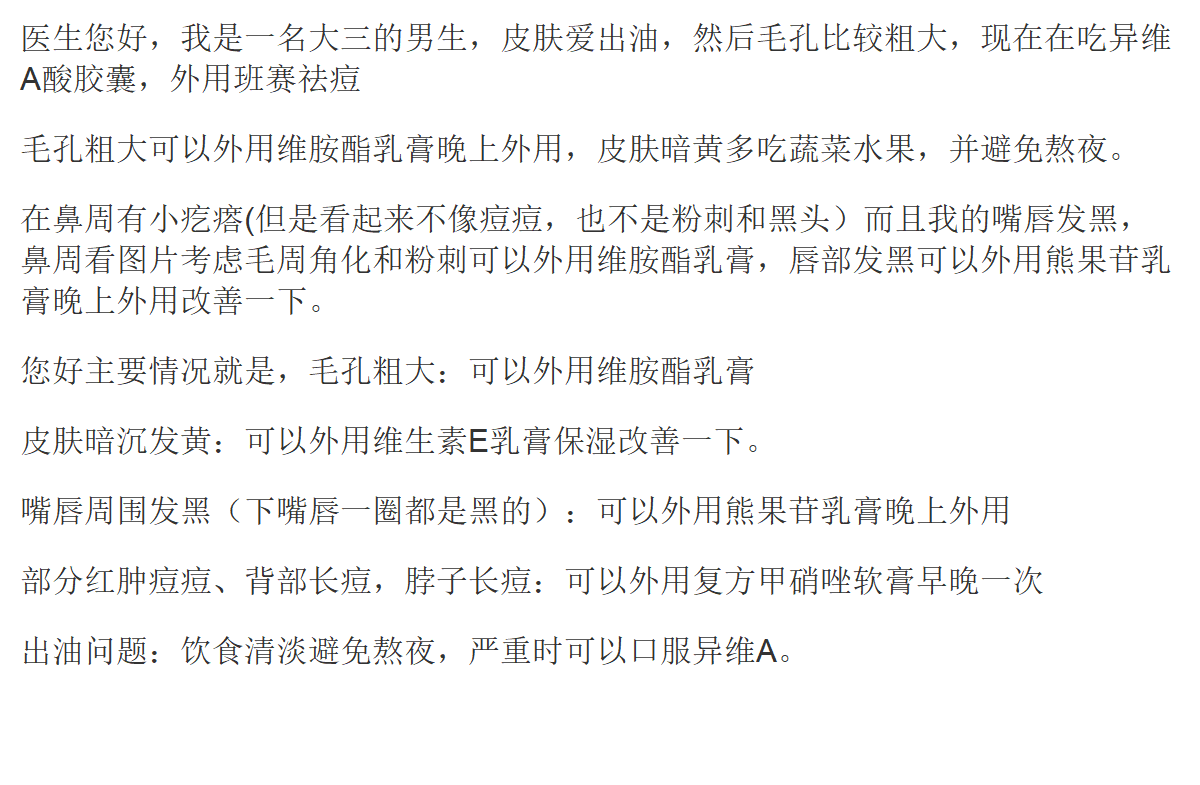 医生您好，我是一名大三的男生，皮肤爱出油，然后毛孔比较粗大，现在在吃异维
A酸胶囊，外用班赛祛痘
毛孔粗大可以外用维胺酯乳膏晚上外用，皮肤暗黄多吃蔬菜水果，并避免熬夜。
在鼻周有小疙瘩(但是看起来不像痘痘，也不是粉刺和黑头）而且我的嘴唇发黑，
鼻周看图片考虑毛周角化和粉刺可以外用维胺酯乳膏，唇部发黑可以外用熊果苷乳
膏晚上外用改善一下。
您好主要情况就是，毛孔粗大：可以外用维胺酯乳膏
皮肤暗沉发黄：可以外用维生素E乳膏保湿改善一下。
嘴唇周围发黑（下嘴唇一圈都是黑的）：可以外用熊果苷乳膏晚上外用
部分红肿痘痘、背部长痘，脖子长痘：可以外用复方甲硝唑软膏早晚一次
出油问题：饮食清淡避免熬夜，严重时可以口服异维A。